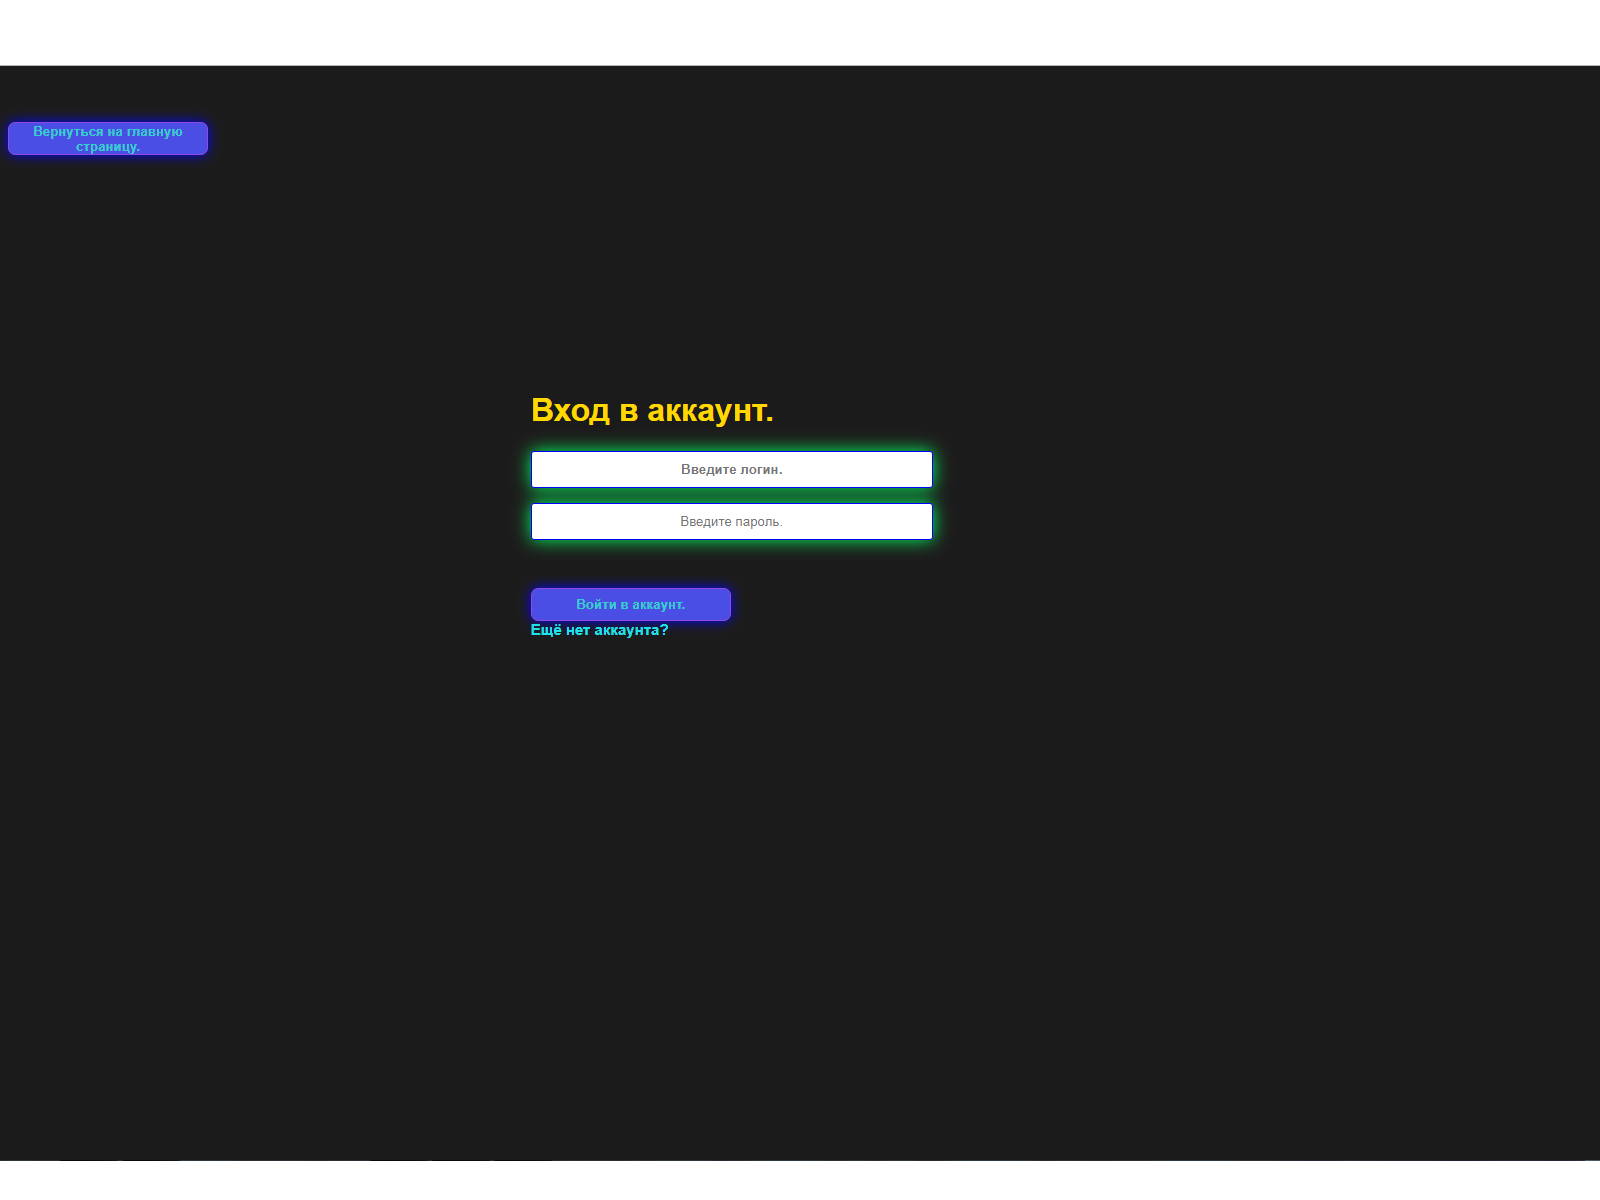 Вернуться на главную
страницу.
Вход в аккаунт.
Введите логин.
Введите пароль.
Войти в аккаунт.
Ещё нет аккаунта?